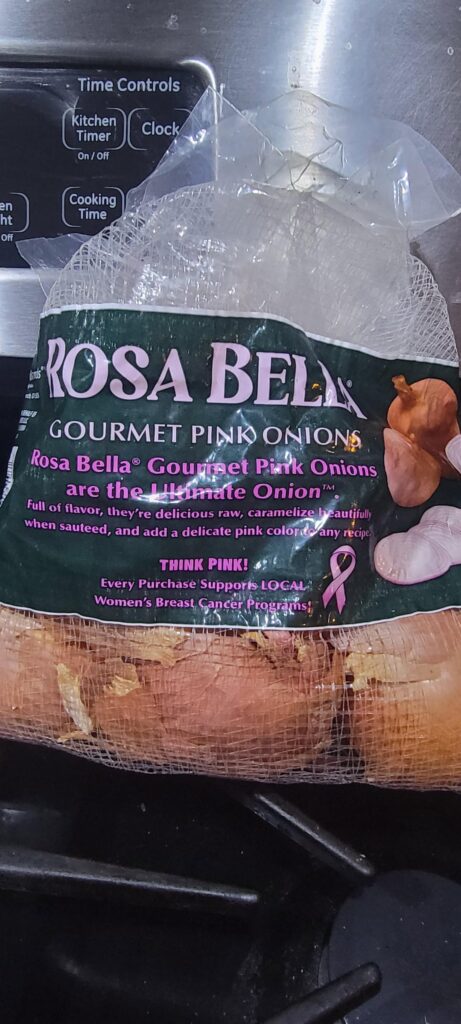 Time Controls
Kitchen
Timer
On / Off
Clock
Cooking
Time
Off
ROSA BELLA®
GOURMET PINK ONIONS
Rosa Bella® Gourmet Pink Onions
are the Ultimate Onion™.
Full of flavor, they're delicious raw, caramelize beautifully
when sauteed, and add a delicate pink color to any recipe.
THINK PINK!
Every Purchase Supports LOCAL
Women's Breast Cancer Programs!